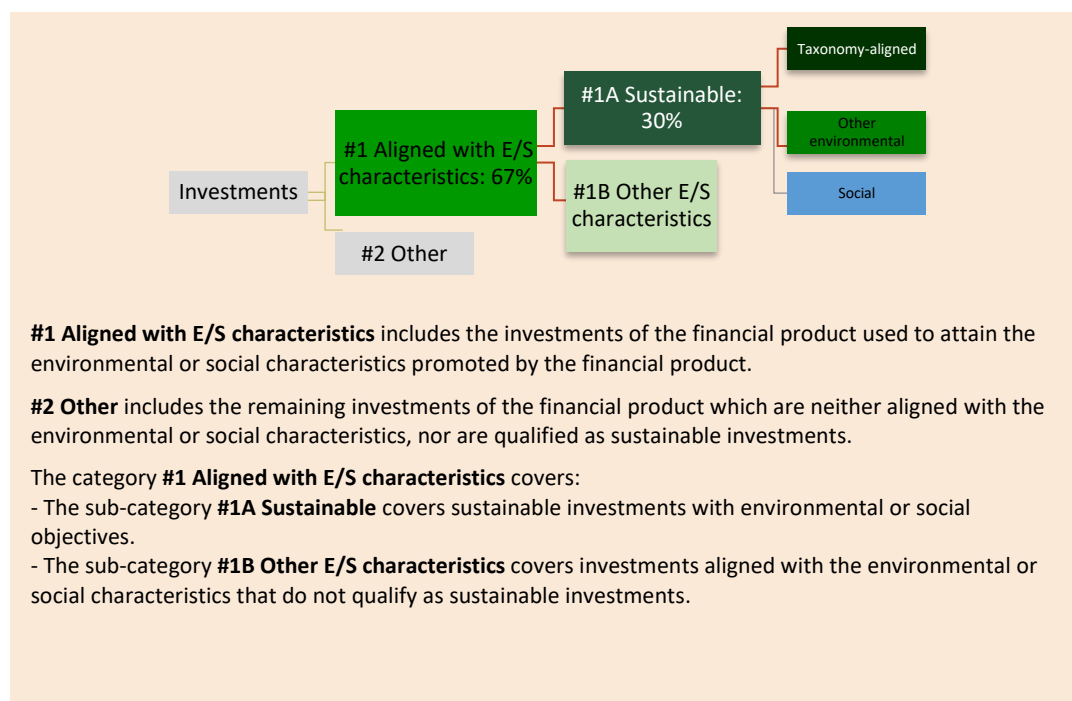 Taxonomy-aligned
#1A Sustainable:
30%
Other
environmental
#1 Aligned with E/S
characteristics: 67%
Investments
#1B Other E/S
characteristics
Social
#2 Other
#1 Aligned with E/S characteristics includes the investments of the financial product used to attain the
environmental or social characteristics promoted by the financial product.
#2 Other includes the remaining investments of the financial product which are neither aligned with the
environmental or social characteristics, nor are qualified as sustainable investments.
The category #1 Aligned with E/S characteristics covers:
- The sub-category #1A Sustainable covers sustainable investments with environmental or social
objectives.
- The sub-category #1B Other E/S characteristics covers investments aligned with the environmental or
social characteristics that do not qualify as sustainable investments.